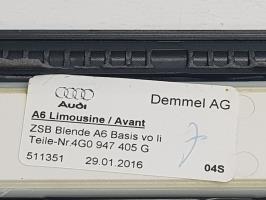 Audi
Demmel AG
A6 Limousine / Avant
ZSB Blende A6 Basis vo li
Teile-Nr.4G0 947 405 G
511351 29.01.2016 04S